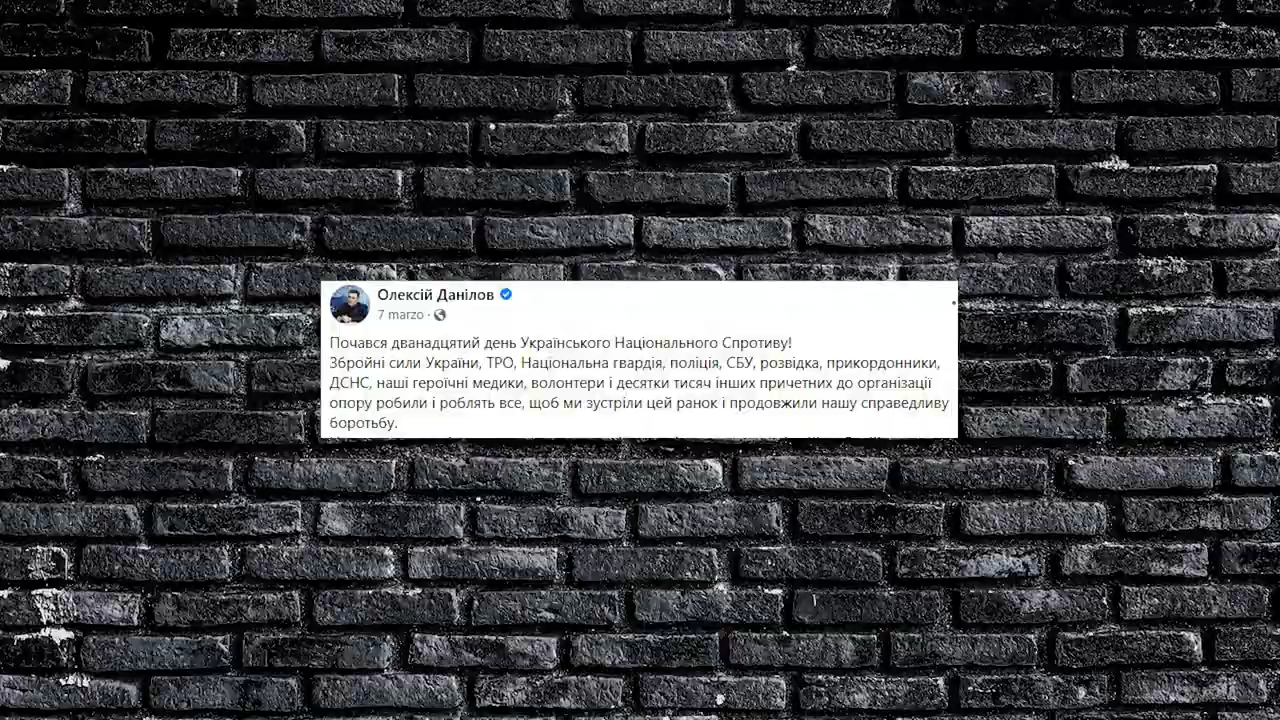 Олексій Данілов
7 marzo ·
Почався дванадцятий день Українського Національного Спротиву!
Збройні сили України, ТРО, Національна гвардія, поліція, СБУ, розвідка, прикордонники,
ДСНС, наші героїчні медики, волонтери і десятки тисяч інших причетних до організації
опору робили і роблять все, щоб ми зустріли цей ранок і продовжили нашу справедливу
боротьбу.